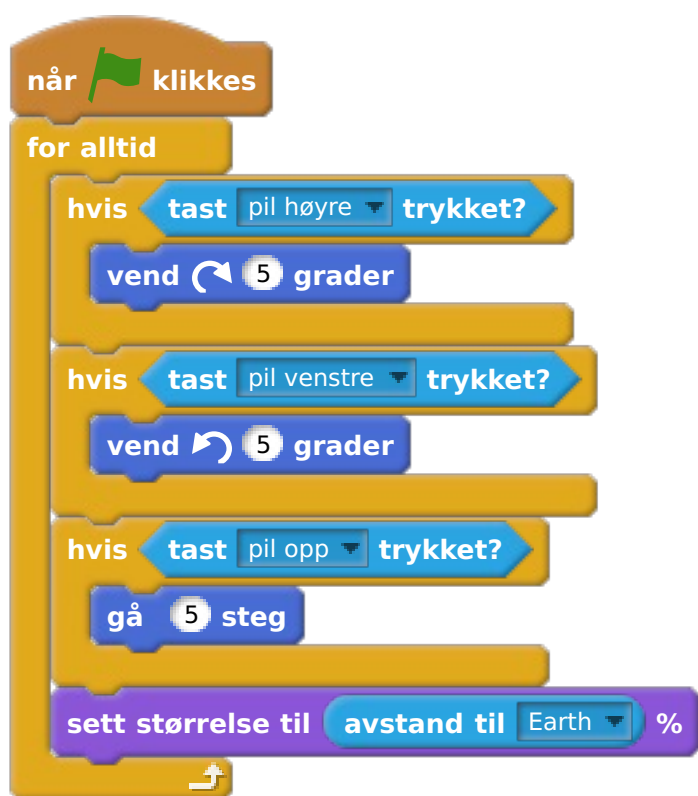 når klikkes
for alltid
hvis tast pil høyre trykket?
vend 5 grader
hvis tast pil venstre trykket?
vend 5 grader
hvis tast pil opp trykket?
gå 5 steg
sett størrelse til avstand til Earth %